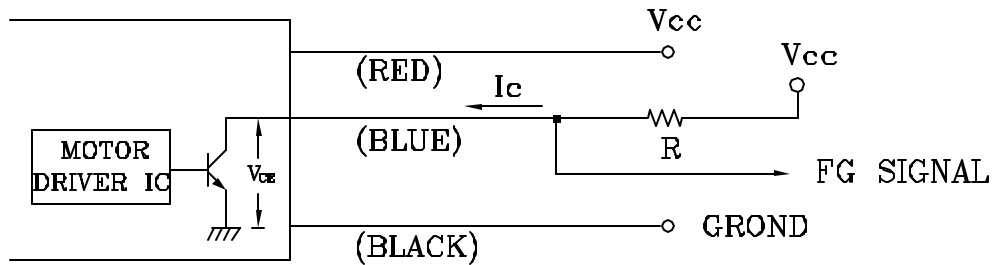 Vcc
Vcc
(RED)
Ic
(BLUE)
R
MOTOR
DRIVER IC
VCE
FG SIGNAL
(BLACK)
GROND